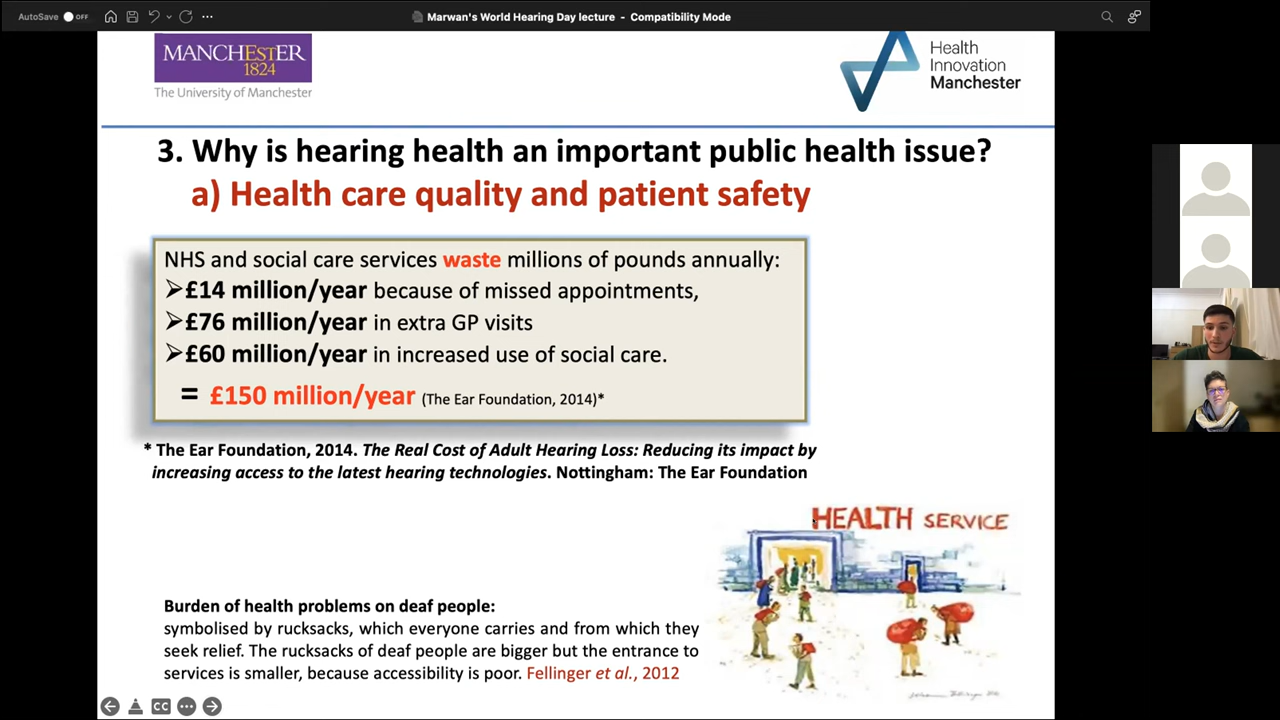 AutoSave OFF
Marwan's World Hearing Day lecture - Compatibility Mode
MANCHESTER
1824
The University of Manchester
Health
Innovation
Manchester
3. Why is hearing health an important public health issue?
a) Health care quality and patient safety
NHS and social care services waste millions of pounds annually:
➢£14 million/year because of missed appointments,
➢£76 million/year in extra GP visits
➢£60 million/year in increased use of social care.
= £150 million/year (The Ear Foundation, 2014)*
* The Ear Foundation, 2014. The Real Cost of Adult Hearing Loss: Reducing its impact by
increasing access to the latest hearing technologies. Nottingham: The Ear Foundation
HEALTH SERVICE
Burden of health problems on deaf people:
symbolised by rucksacks, which everyone carries and from which they
seek relief. The rucksacks of deaf people are bigger but the entrance to
services is smaller, because accessibility is poor. Fellinger et al., 2012
CC